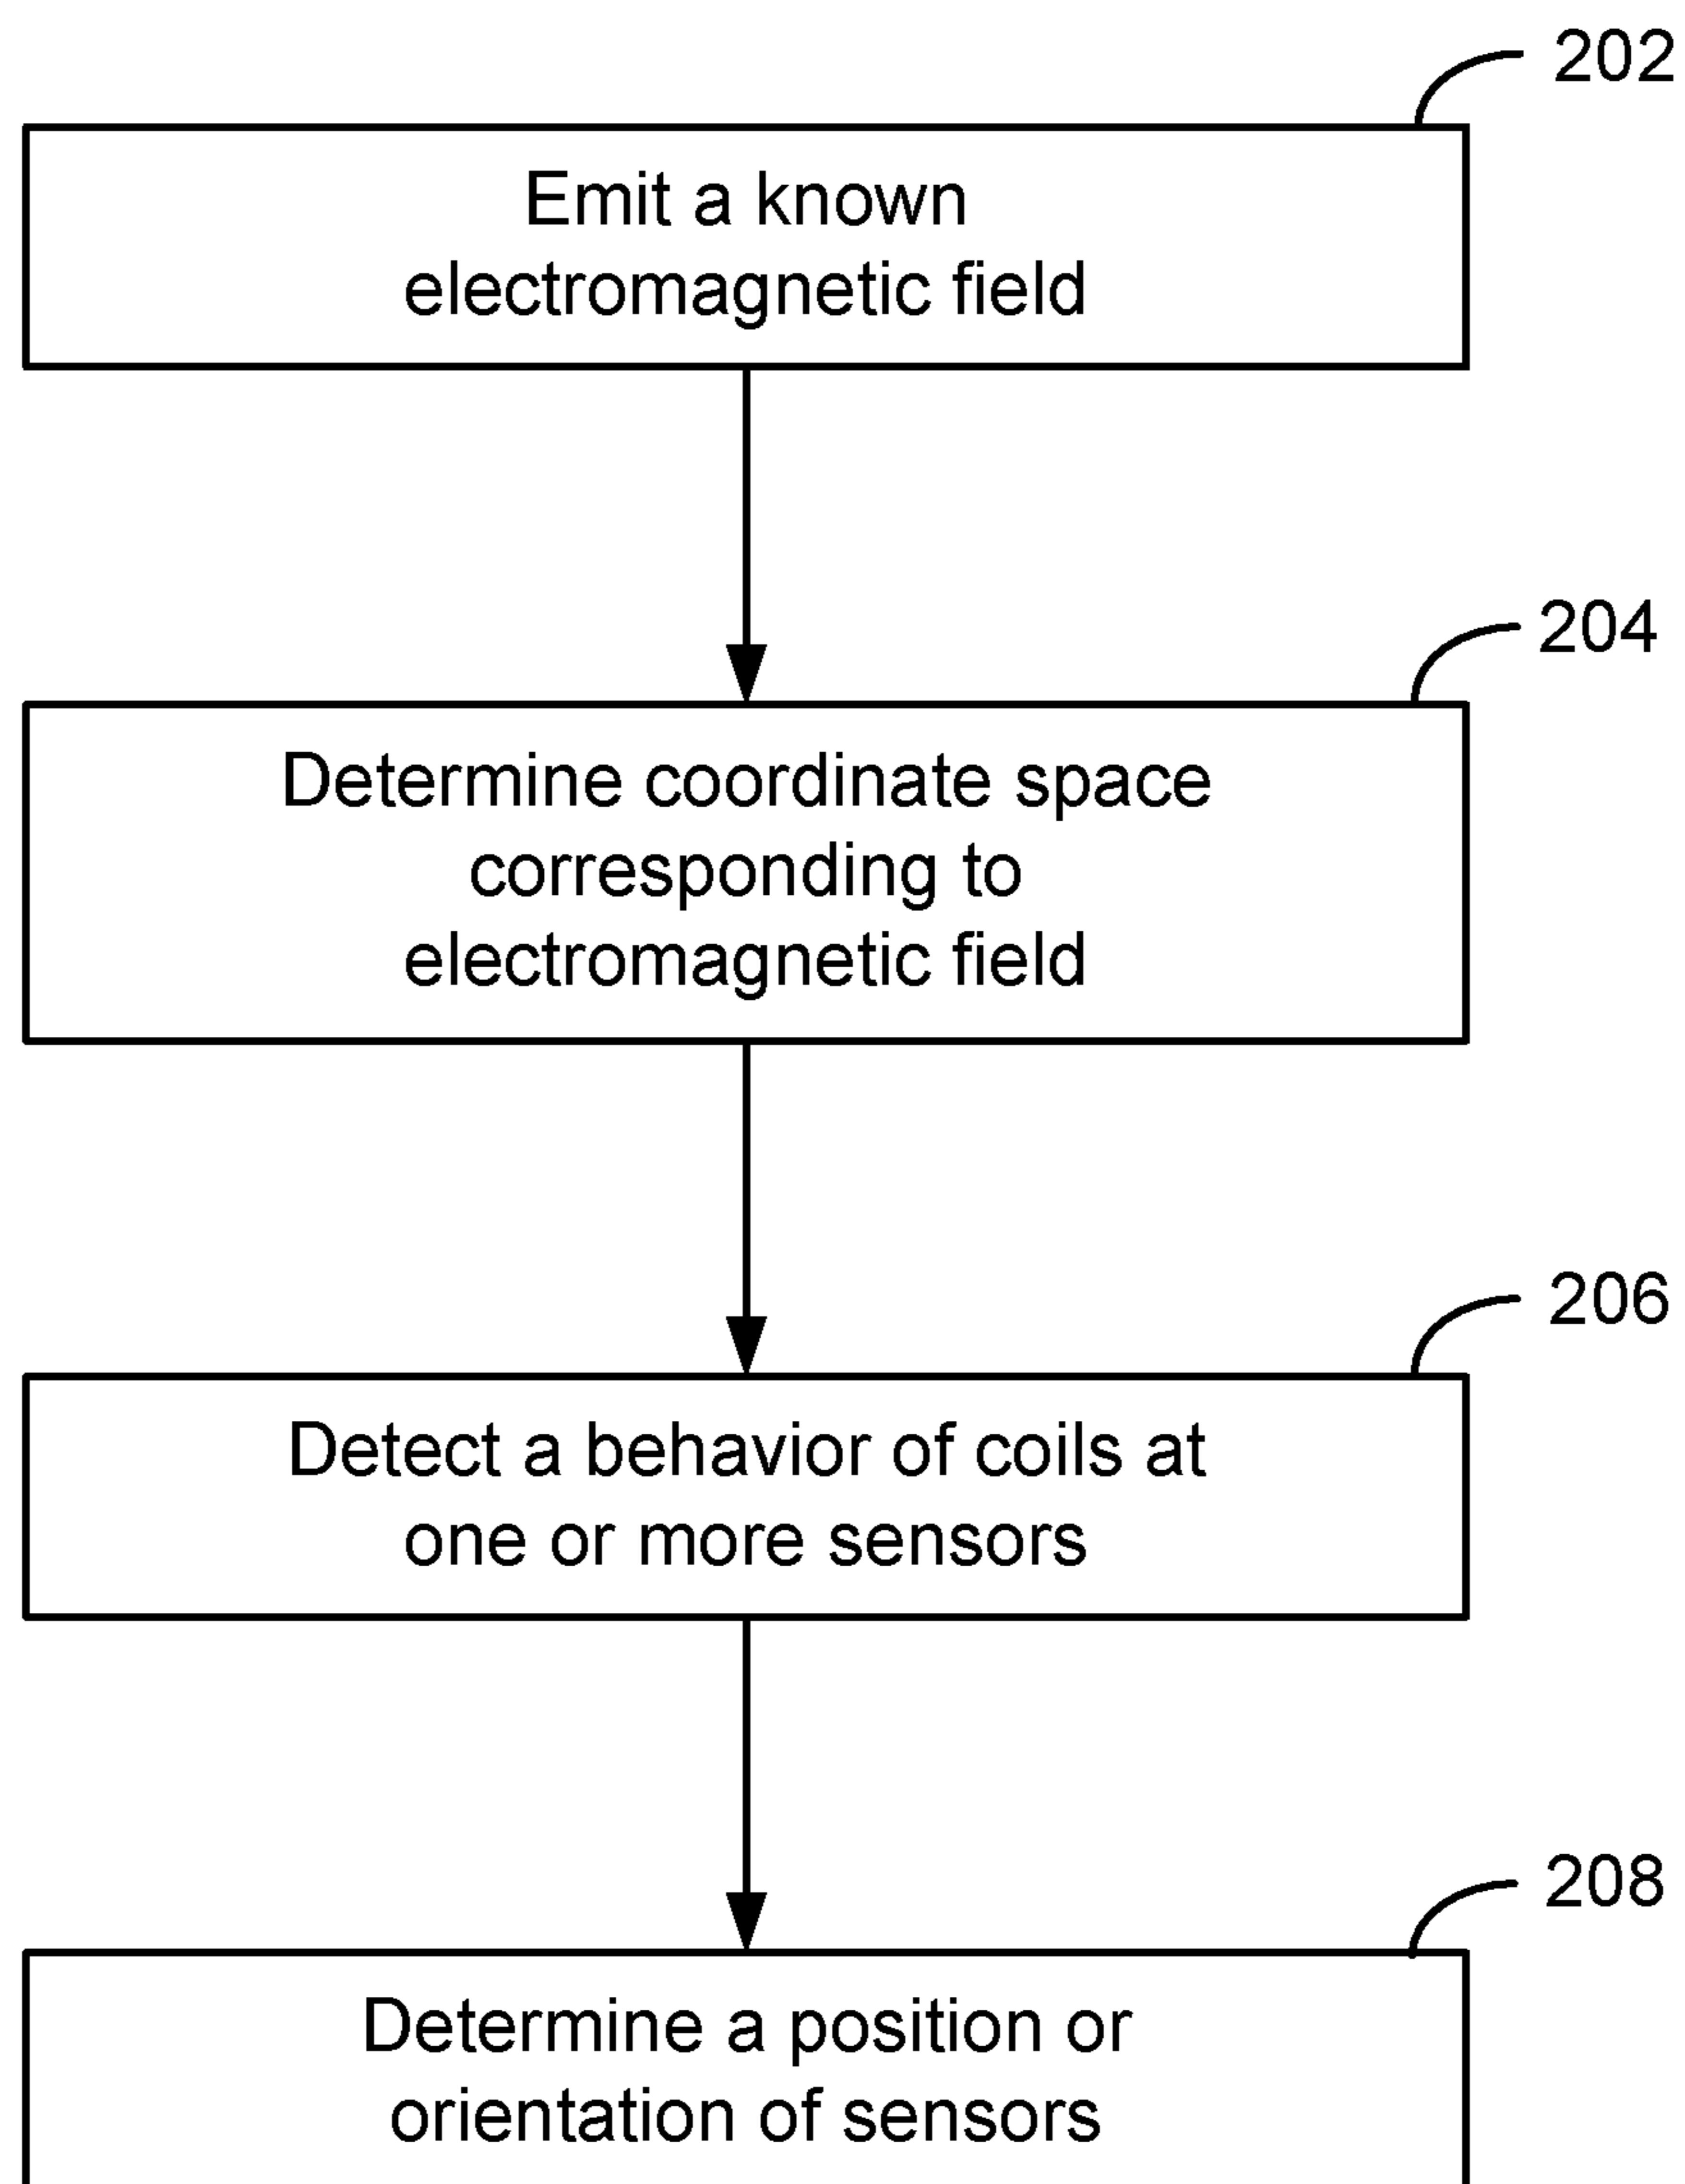 202
Emit a known
electromagnetic field
204
Determine coordinate space
corresponding to
electromagnetic field
206
Detect a behavior of coils at
one or more sensors
208
Determine a position or
orientation of sensors